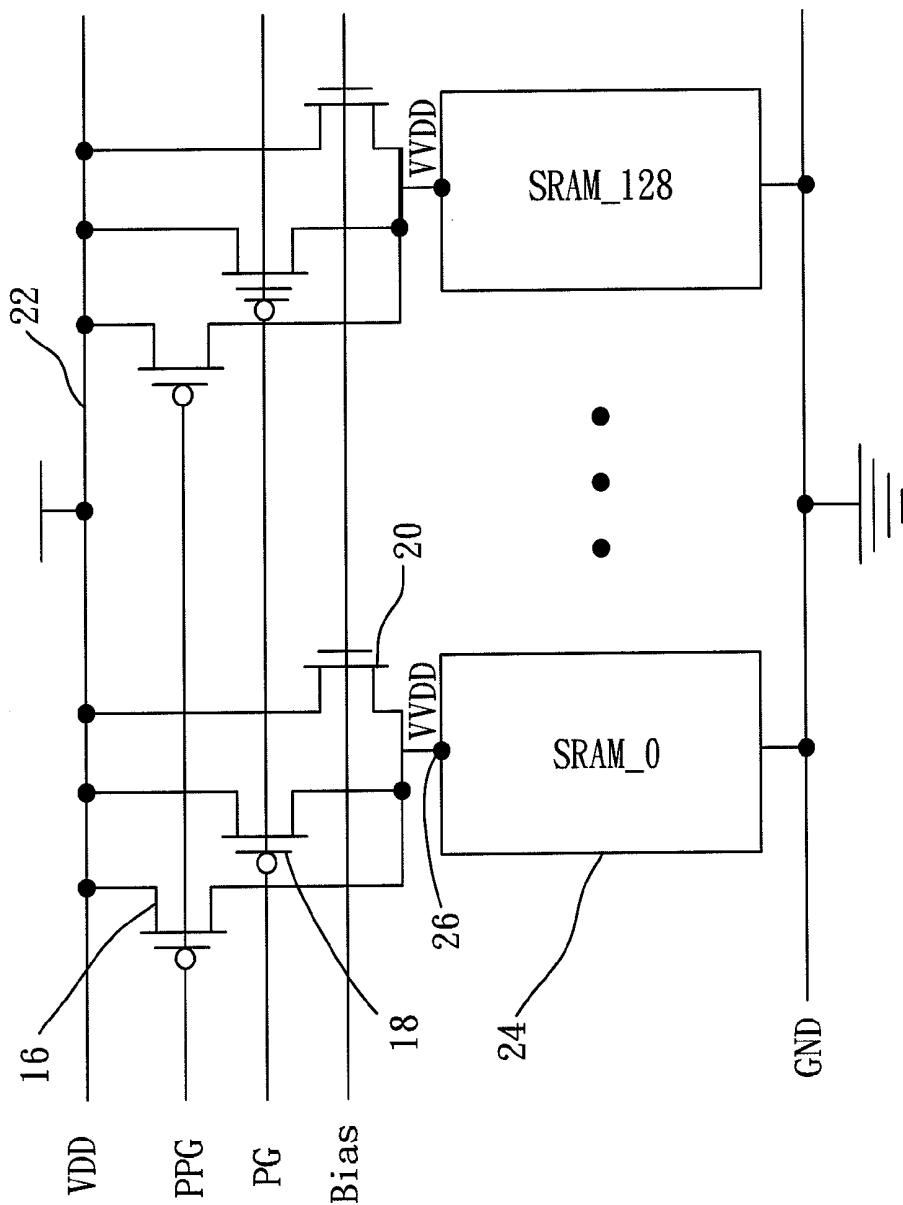 22
VDD
16
PPG
PG
18
Bias
20
VVDD
VVDD
26
SRAM_0
SRAM_128
24
GND